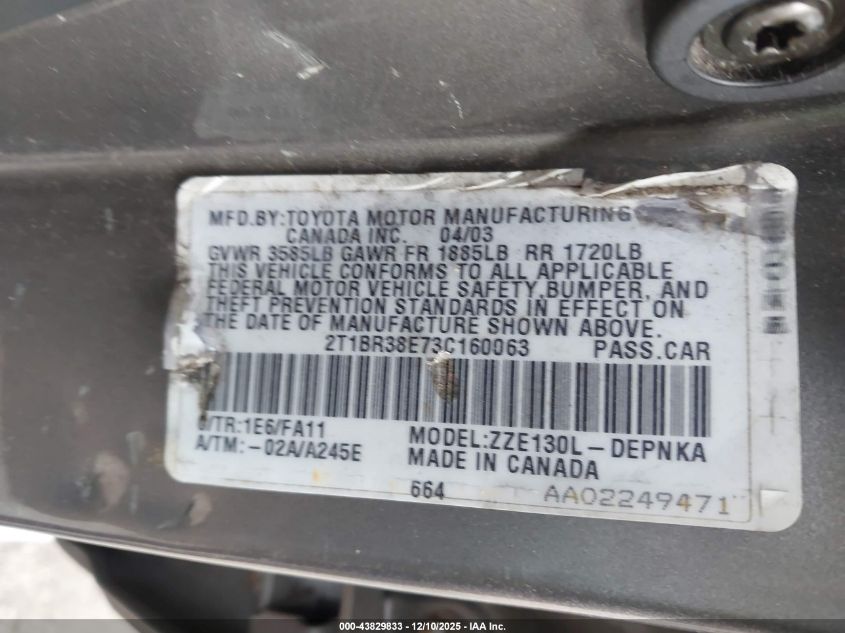 MFD.BY:TOYOTA MOTOR MANUFACTURING
CANADA INC. 04/03
GVWR 3585LB GAWR FR 1885LB RR 1720LB
THIS VEHICLE CONFORMS TO ALL APPLICABLE
FEDERAL MOTOR VEHICLE SAFETY,BUMPER, AND
THEFT PREVENTION STANDARDS IN EFFECT ON
THE DATE OF MANUFACTURE SHOWN ABOVE.
2T1BR38E73C160063 PASS.CAR
/TR:1E6/FA11
A/TM:-02A/A245E
MODEL:ZZE130L-DEPNKA
MADE IN CANADA
664 AA02249471
000-43829833 - 12/10/2025 - IAA Inc.